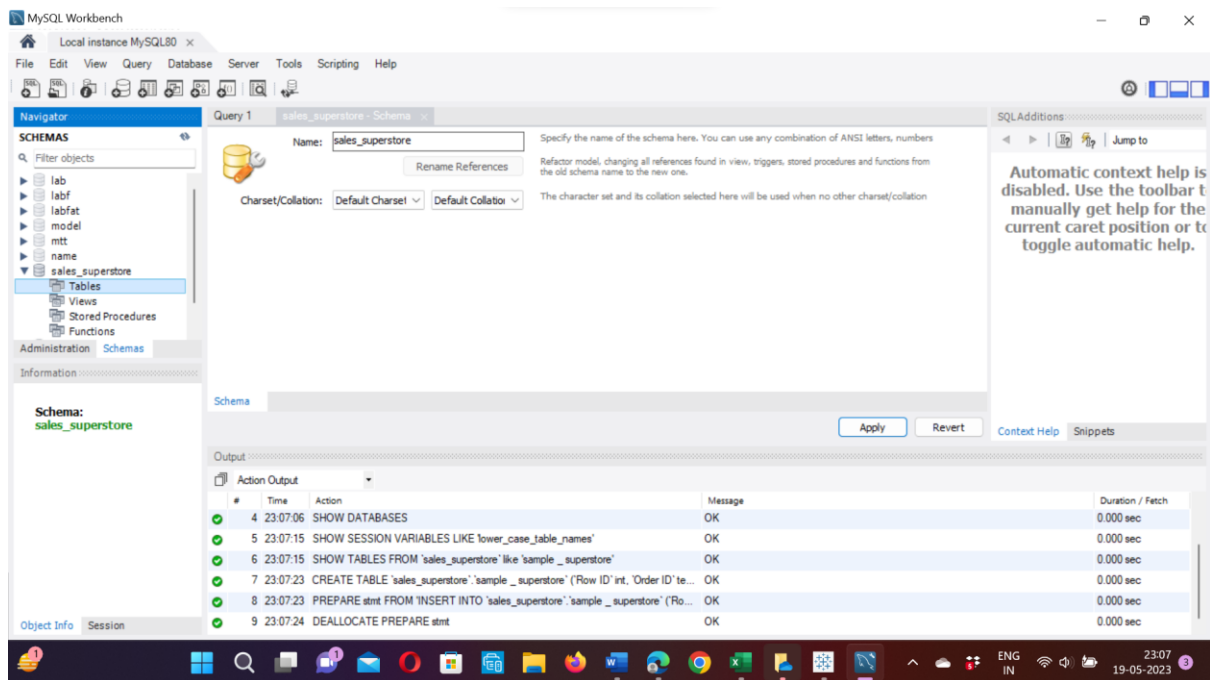 MySQL Workbench
Local instance MySQL80 ×
File Edit View Query Database Server Tools Scripting Help
Navigator
SCHEMAS
Filter objects
lab
labf
labfat
model
mtt
name
sales_superstore
Tables
Views
Stored Procedures
Functions
Administration Schemas
Information
Schema:
sales_superstore
Object Info Session
Query 1 sales_superstore - Schema ×
Name: sales_superstore
Specify the name of the schema here. You can use any combination of ANSI letters, numbers
Rename References
Refactor model, changing all references found in view, triggers, stored procedures and functions from
the old schema name to the new one.
Charset/Collation: Default Charset Default Collation
The character set and its collation selected here will be used when no other charset/collation
Schema
Apply Revert
SQLAdditions
Jump to
Automatic context help is
disabled. Use the toolbar t
manually get help for the
current caret position or to
toggle automatic help.
Context Help Snippets
Output
Action Output
# Time Action Message Duration / Fetch
4 23:07:06 SHOW DATABASES OK 0.000 sec
5 23:07:15 SHOW SESSION VARIABLES LIKE 'lower_case_table_names' OK 0.000 sec
6 23:07:15 SHOW TABLES FROM `sales_superstore` like 'sample _ superstore' OK 0.000 sec
7 23:07:23 CREATE TABLE `sales_superstore`.`sample _ superstore` (`Row ID` int, `Order ID` te... OK 0.000 sec
8 23:07:23 PREPARE stmt FROM 'INSERT INTO `sales_superstore`.`sample _ superstore` (`Ro... OK 0.000 sec
9 23:07:24 DEALLOCATE PREPARE stmt OK 0.000 sec
1
1
ENG
IN
23:07
19-05-2023
3